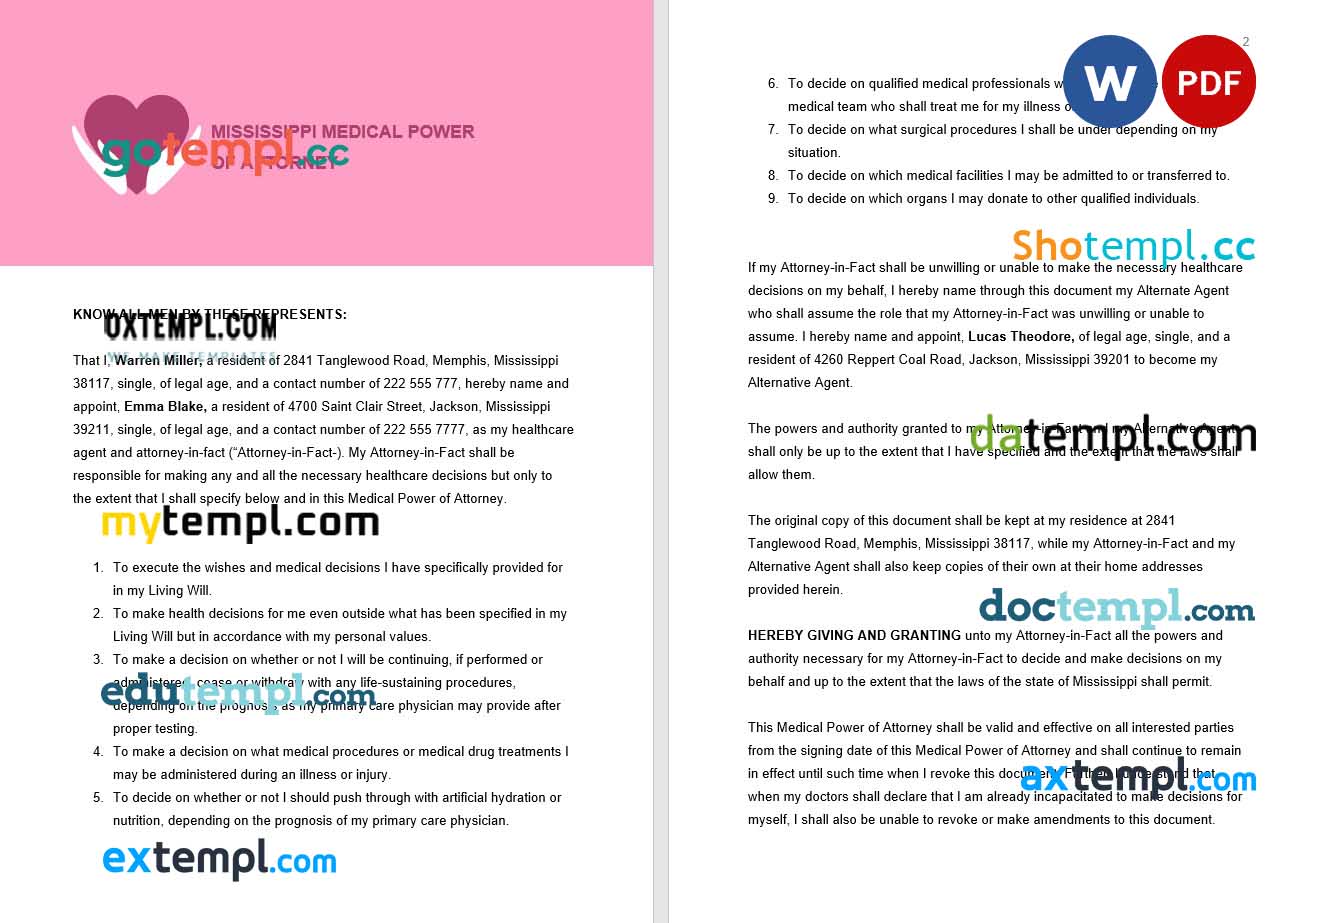 MISSISSIPPI MEDICAL POWER
OF ATTORNEY
gotempl.cc
KNOW ALL MEN BY THESE REPRESENTS:
OXTEMPL.COM
WE MAKE TEMPLATES
That I, Warren Miller, a resident of 2841 Tanglewood Road, Memphis, Mississippi
38117, single, of legal age, and a contact number of 222 555 777, hereby name and
appoint, Emma Blake, a resident of 4700 Saint Clair Street, Jackson, Mississippi
39211, single, of legal age, and a contact number of 222 555 7777, as my healthcare
agent and attorney-in-fact (“Attorney-in-Fact-). My Attorney-in-Fact shall be
responsible for making any and all the necessary healthcare decisions but only to
the extent that I shall specify below and in this Medical Power of Attorney.
mytempl.com
1. To execute the wishes and medical decisions I have specifically provided for
in my Living Will.
2. To make health decisions for me even outside what has been specified in my
Living Will but in accordance with my personal values.
3. To make a decision on whether or not I will be continuing, if performed or
administered, cease or withdraw with any life-sustaining procedures,
edutempl.com
depending on the prognosis as my primary care physician may provide after
proper testing.
4. To make a decision on what medical procedures or medical drug treatments I
may be administered during an illness or injury.
5. To decide on whether or not I should push through with artificial hydration or
nutrition, depending on the prognosis of my primary care physician.
extempl.com
2
W
PDF
6. To decide on qualified medical professionals
medical team who shall treat me for my illness
7. To decide on what surgical procedures I shall be under depending on my
situation.
8. To decide on which medical facilities I may be admitted to or transferred to.
9. To decide on which organs I may donate to other qualified individuals.
Shotempl.cc
If my Attorney-in-Fact shall be unwilling or unable to make the necessary healthcare
decisions on my behalf, I hereby name through this document my Alternate Agent
who shall assume the role that my Attorney-in-Fact was unwilling or unable to
assume. I hereby name and appoint, Lucas Theodore, of legal age, single, and a
resident of 4260 Reppert Coal Road, Jackson, Mississippi 39201 to become my
Alternative Agent.
The powers and authority granted to my Attorney-in-Fact and my Alternative Agent
datempl.com
shall only be up to the extent that I have specified and the extent that the laws shall
allow them.
The original copy of this document shall be kept at my residence at 2841
Tanglewood Road, Memphis, Mississippi 38117, while my Attorney-in-Fact and my
Alternative Agent shall also keep copies of their own at their home addresses
provided herein.
doctempl.com
HEREBY GIVING AND GRANTING unto my Attorney-in-Fact all the powers and
authority necessary for my Attorney-in-Fact to decide and make decisions on my
behalf and up to the extent that the laws of the state of Mississippi shall permit.
This Medical Power of Attorney shall be valid and effective on all interested parties
from the signing date of this Medical Power of Attorney and shall continue to remain
in effect until such time when I revoke this document. Further, I understand that
axtempl.com
when my doctors shall declare that I am already incapacitated to make decisions for
myself, I shall also be unable to revoke or make amendments to this document.